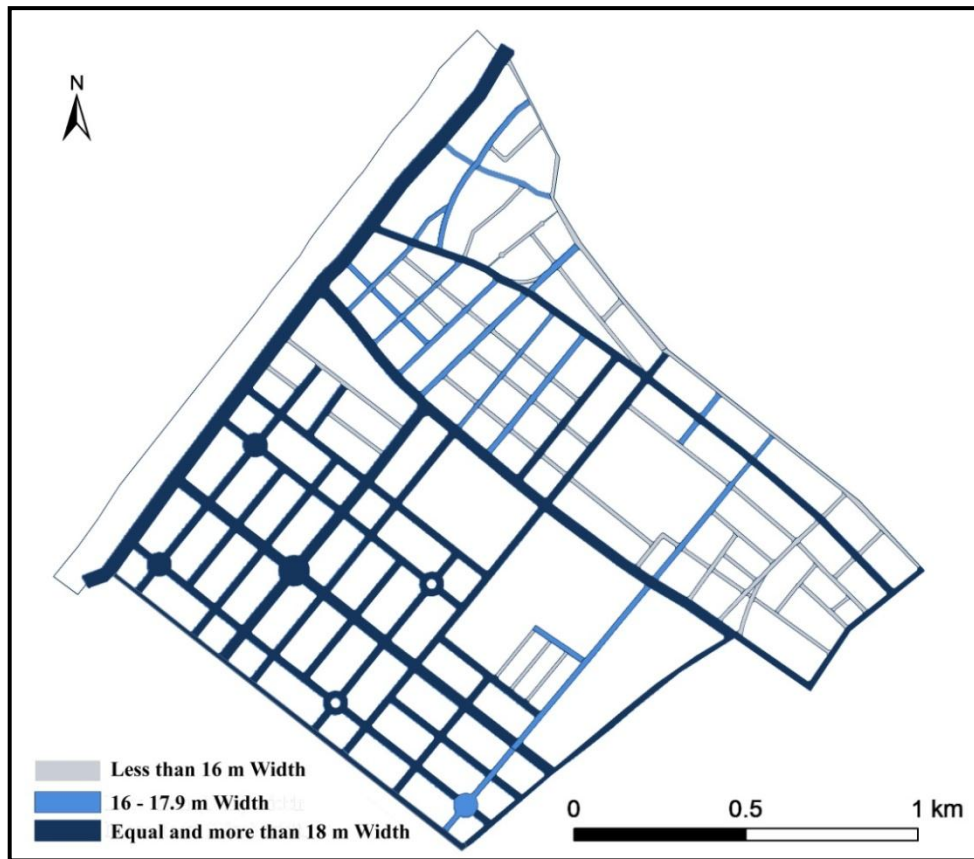 N
Less than 16 m Width
16 - 17.9 m Width
Equal and more than 18 m Width
0 0.5 1 km